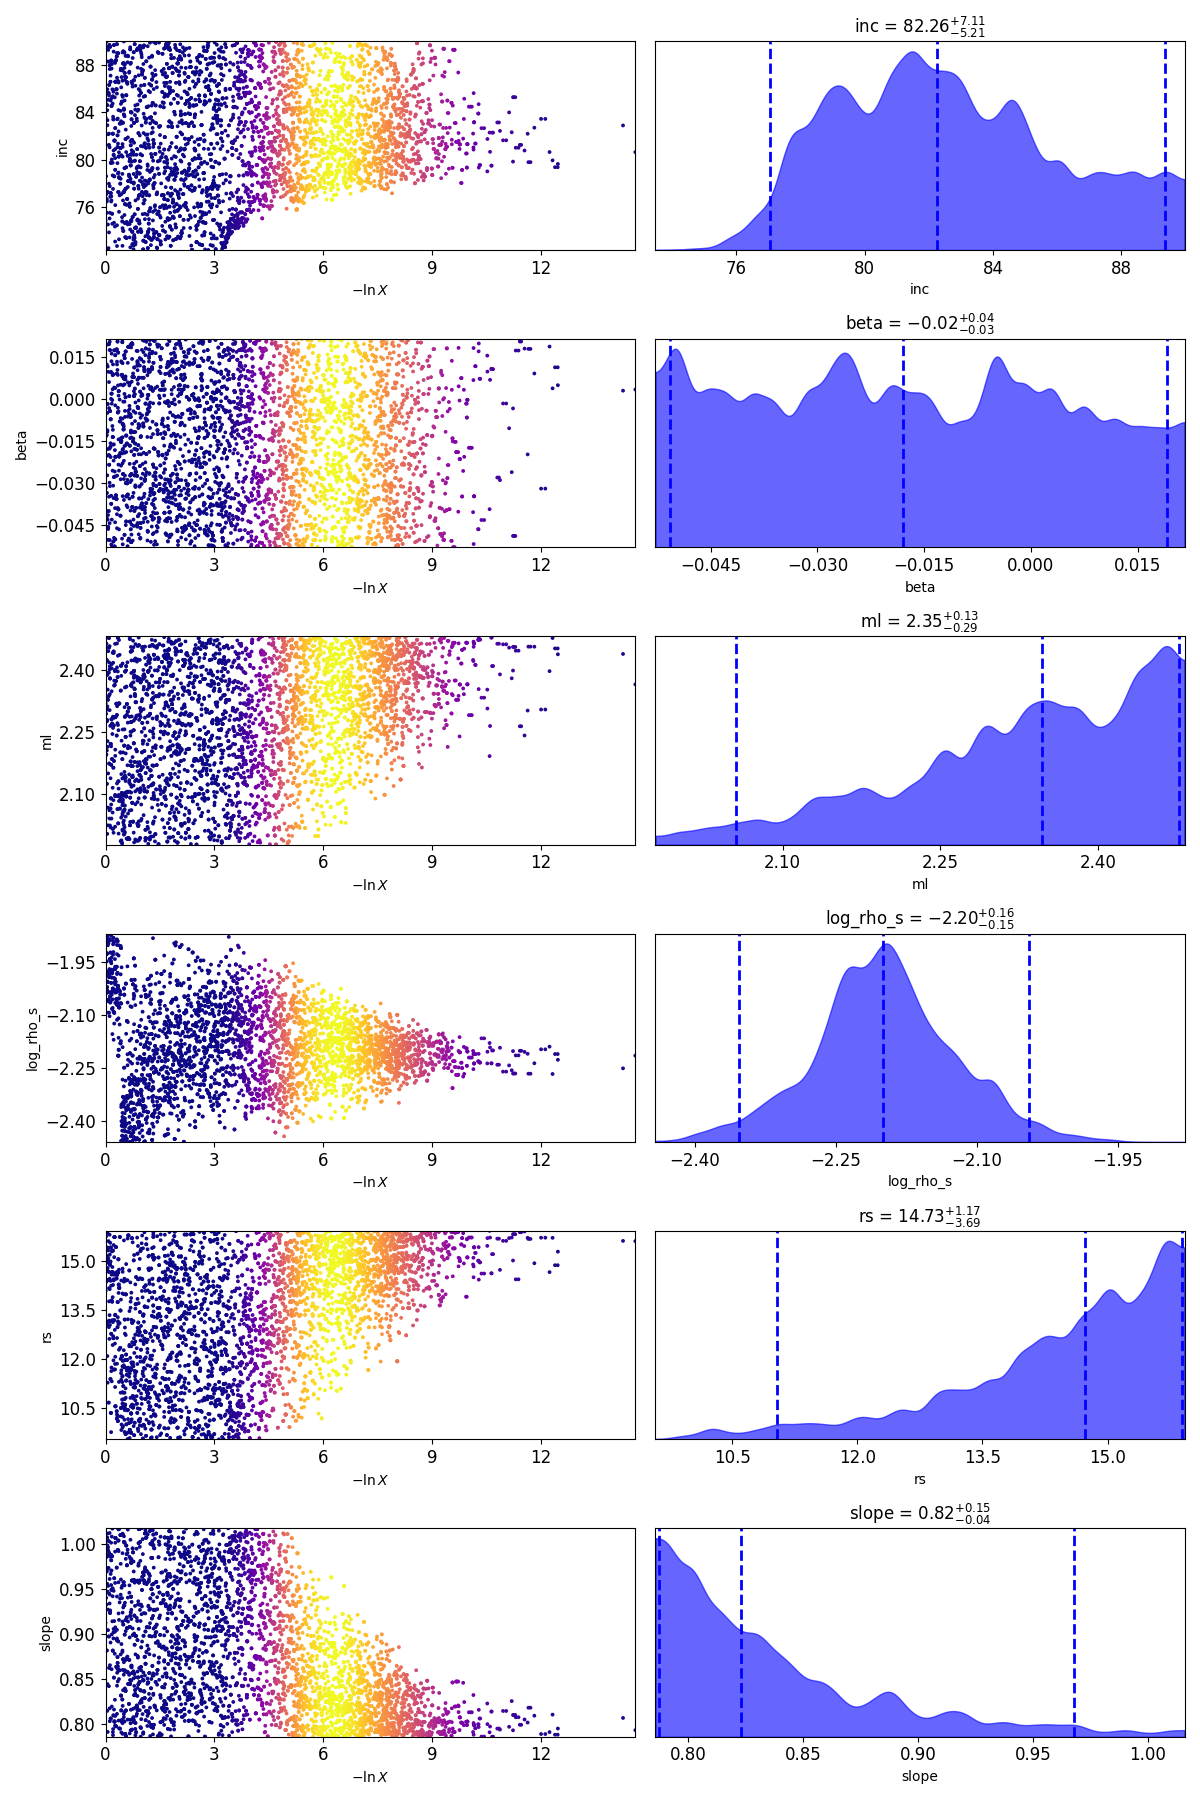 inc = 82.26+7.11−5.21
88
84
80
76
inc
0 3 6 9 12
−ln X
76 80 84 88
inc
beta = −0.02+0.04−0.03
0.015
0.000
−0.015
−0.030
−0.045
beta
0 3 6 9 12
−ln X
−0.045 −0.030 −0.015 0.000 0.015
beta
ml = 2.35+0.13−0.29
2.40
2.25
2.10
ml
0 3 6 9 12
−ln X
2.10 2.25 2.40
ml
log_rho_s = −2.20+0.16−0.15
−1.95
−2.10
−2.25
−2.40
log_rho_s
0 3 6 9 12
−ln X
−2.40 −2.25 −2.10 −1.95
log_rho_s
rs = 14.73+1.17−3.69
15.0
13.5
12.0
10.5
rs
0 3 6 9 12
−ln X
10.5 12.0 13.5 15.0
rs
slope = 0.82+0.15−0.04
1.00
0.95
0.90
0.85
0.80
slope
0 3 6 9 12
−ln X
0.80 0.85 0.90 0.95 1.00
slope